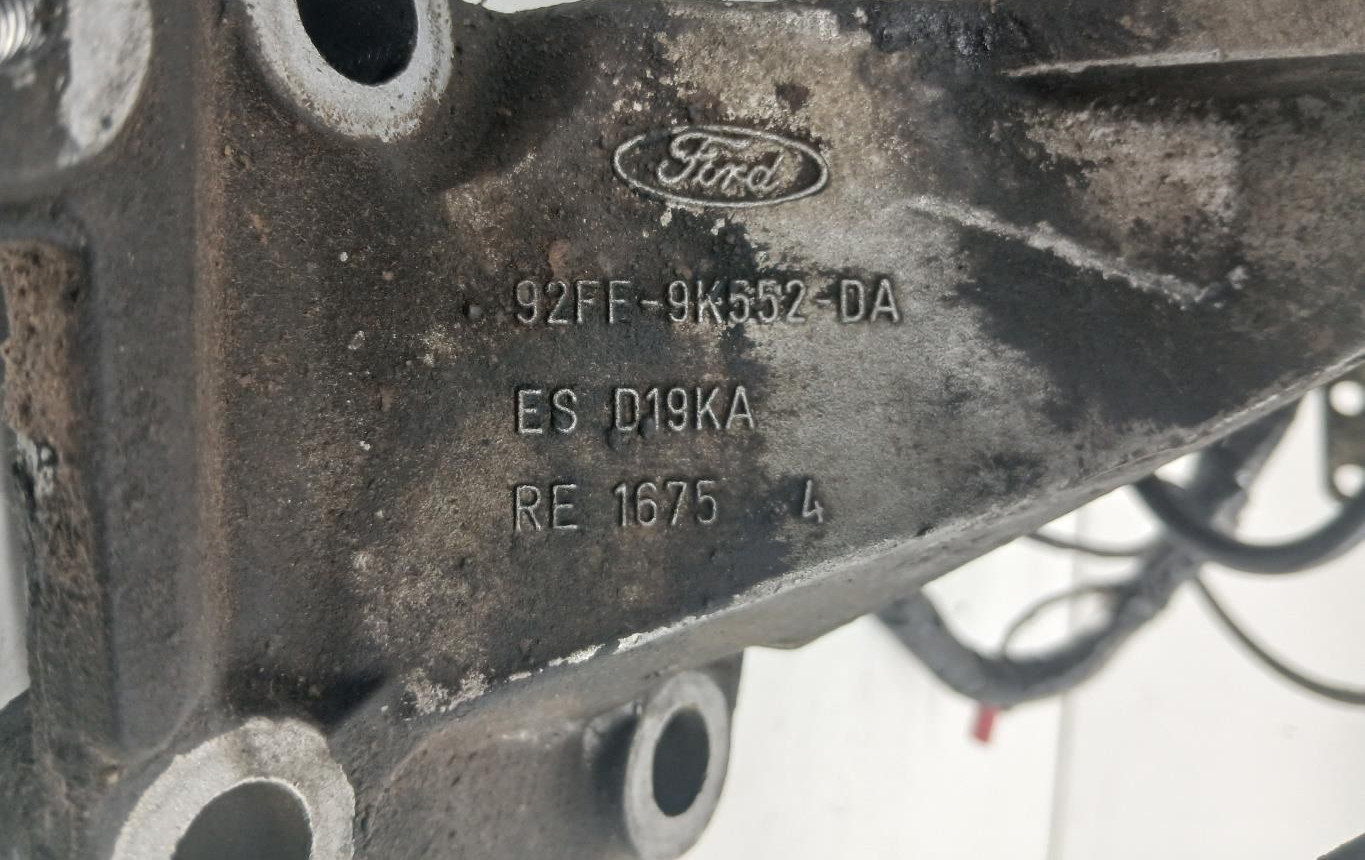 Ford
92FF-9K552-DA
ES D19KA
RE 1675 4